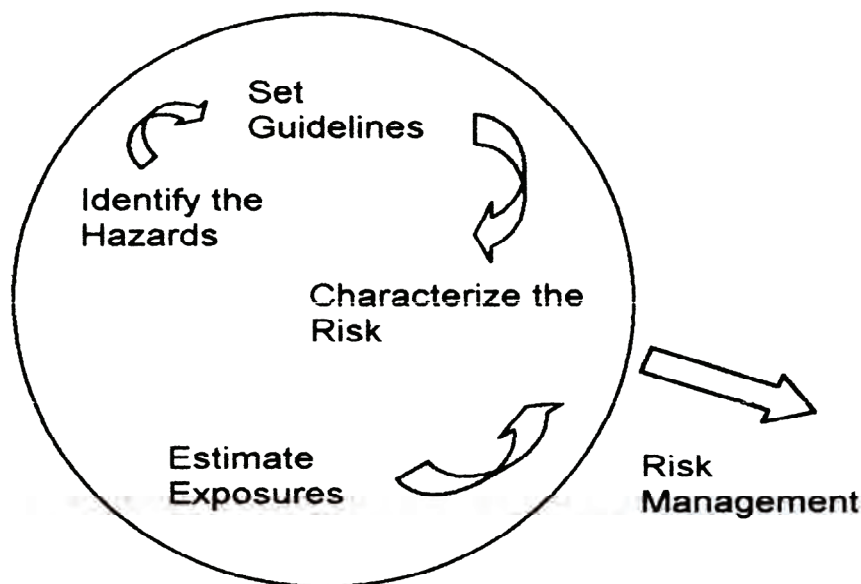 Set
Guidelines
Identify the
Hazards
Characterize the
Risk
Estimate
Exposures
Risk
Management